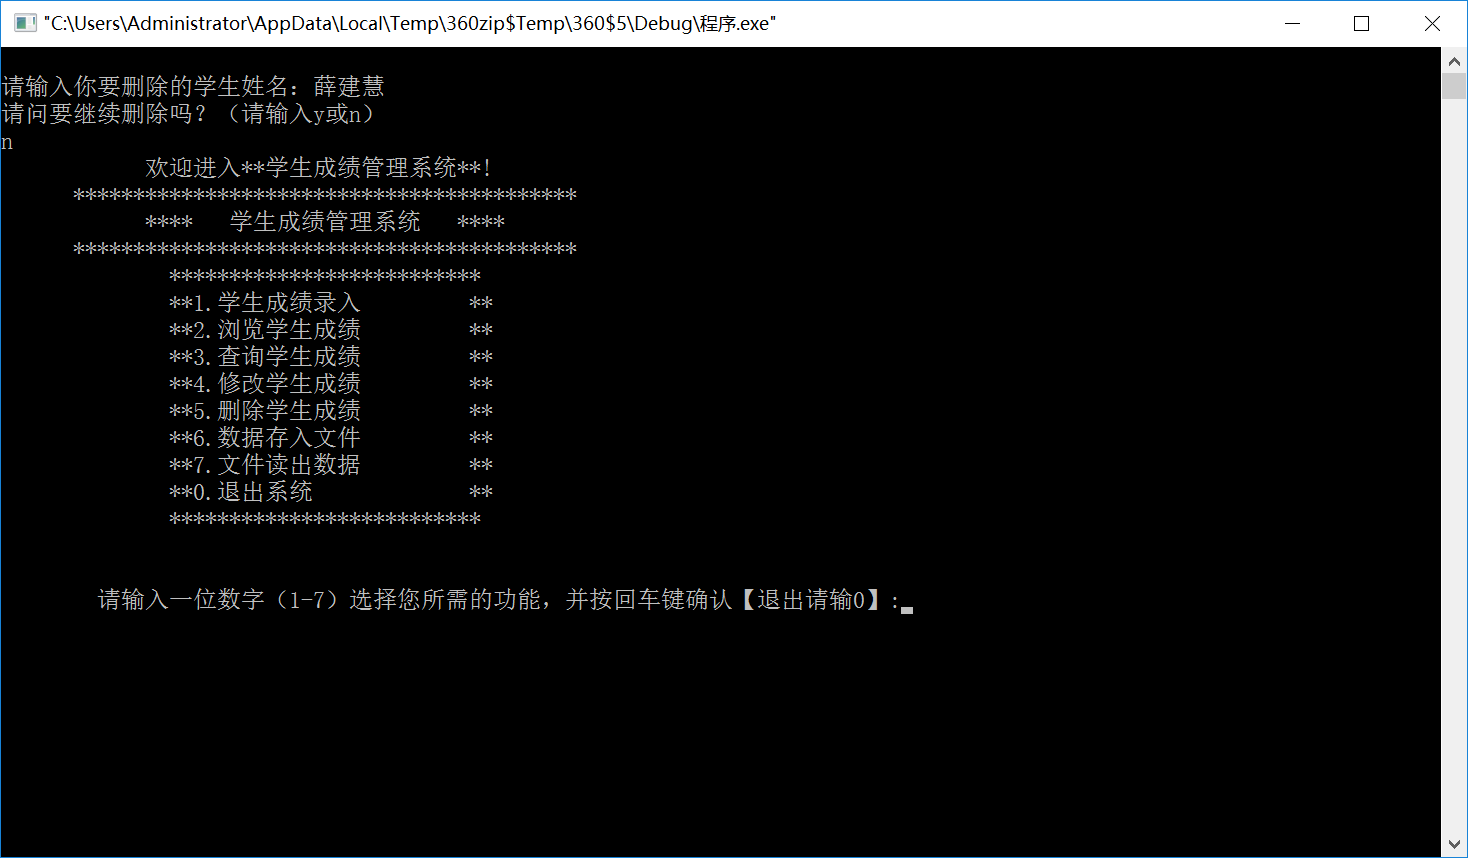 "C:\Users\Administrator\AppData\Local\Temp\360zip$Temp\360$5\Debug\程序.exe"
请输入你要删除的学生姓名：薛建慧
请问要继续删除吗？（请输入y或n）
n
欢迎进入**学生成绩管理系统**!
******************************************
****   学生成绩管理系统   ****
******************************************
**************************
**1.学生成绩录入         **
**2.浏览学生成绩         **
**3.查询学生成绩         **
**4.修改学生成绩         **
**5.删除学生成绩         **
**6.数据存入文件         **
**7.文件读出数据         **
**0.退出系统             **
**************************
请输入一位数字（1-7）选择您所需的功能，并按回车键确认【退出请输0】: